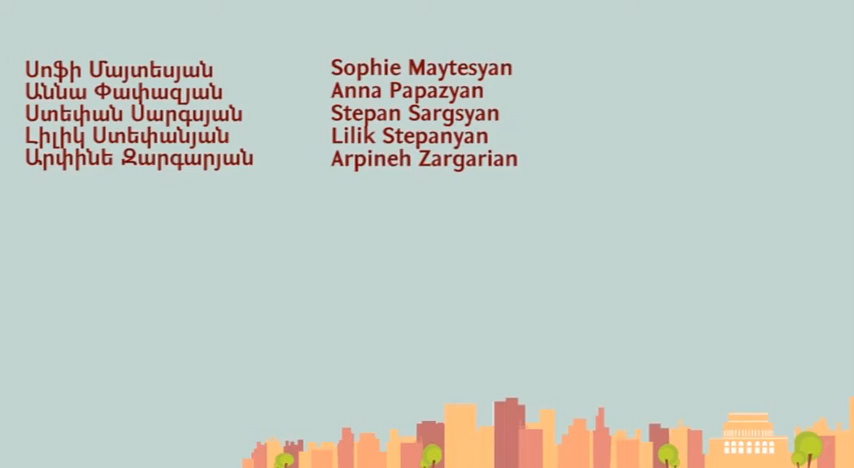 Սոֆի Մայտեսյան
Աննա Փափազյան
Ստեփան Սարգսյան
Լիլիկ Ստեփանյան
Արփինե Զարգարյան
Sophie Maytesyan
Anna Papazyan
Stepan Sargsyan
Lilik Stepanyan
Arpineh Zargarian